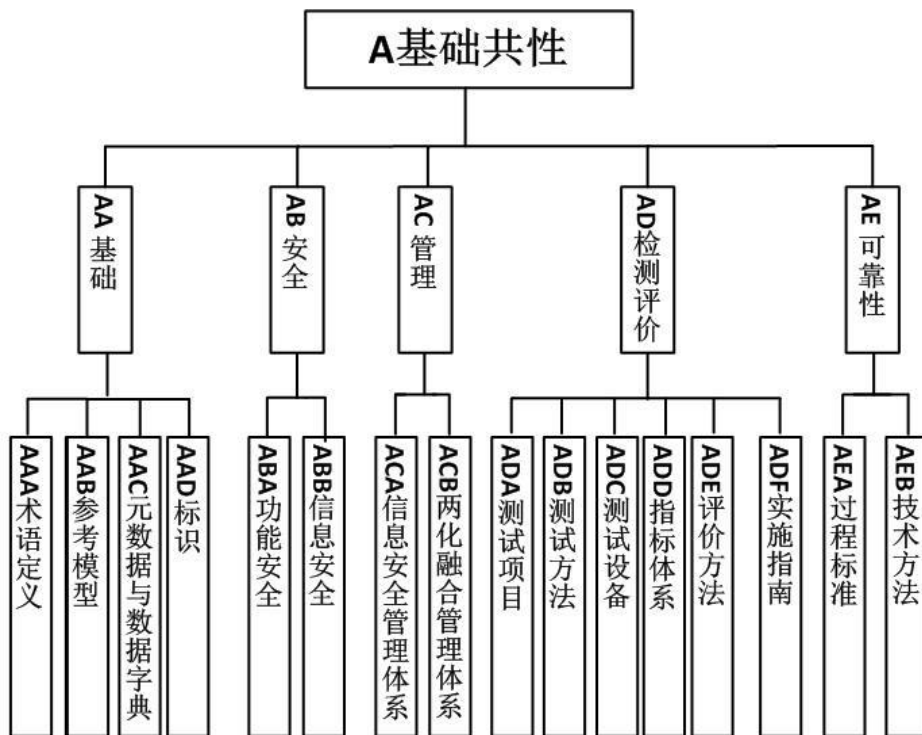 A基础共性
AA 基础
AB 安全
AC 管理
AD检测评价
AE 可靠性
AAA术语定义
AAB参考模型
AAC元数据与数据字典
AAD标识
ABA功能安全
ABB信息安全
ACA信息安全管理体系
ACB两化融合管理体系
ADA测试项目
ADB测试方法
ADC测试设备
ADD指标体系
ADE评价方法
ADF实施指南
AEA过程标准
AEB技术方法